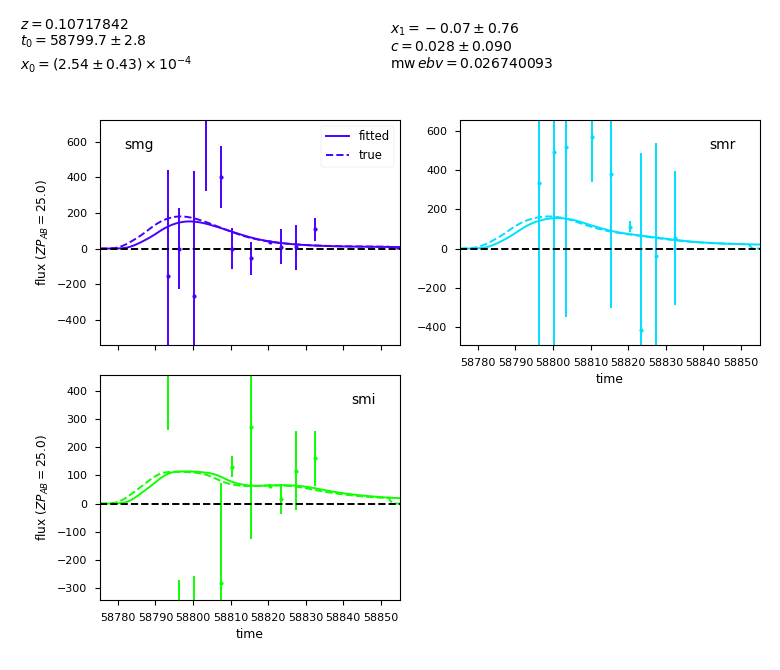 z = 0.10717842
t₀ = 58799.7 ± 2.8
x₀ = (2.54 ± 0.43) × 10⁻⁴
x₁ = −0.07 ± 0.76
c = 0.028 ± 0.090
mw ebv = 0.026740093
smg
fitted
true
600
400
200
0
−200
−400
flux (ZP_AB = 25.0)
smr
600
400
200
0
−200
−400
58780 58790 58800 58810 58820 58830 58840 58850
time
smi
400
300
200
100
0
−100
−200
−300
flux (ZP_AB = 25.0)
58780 58790 58800 58810 58820 58830 58840 58850
time